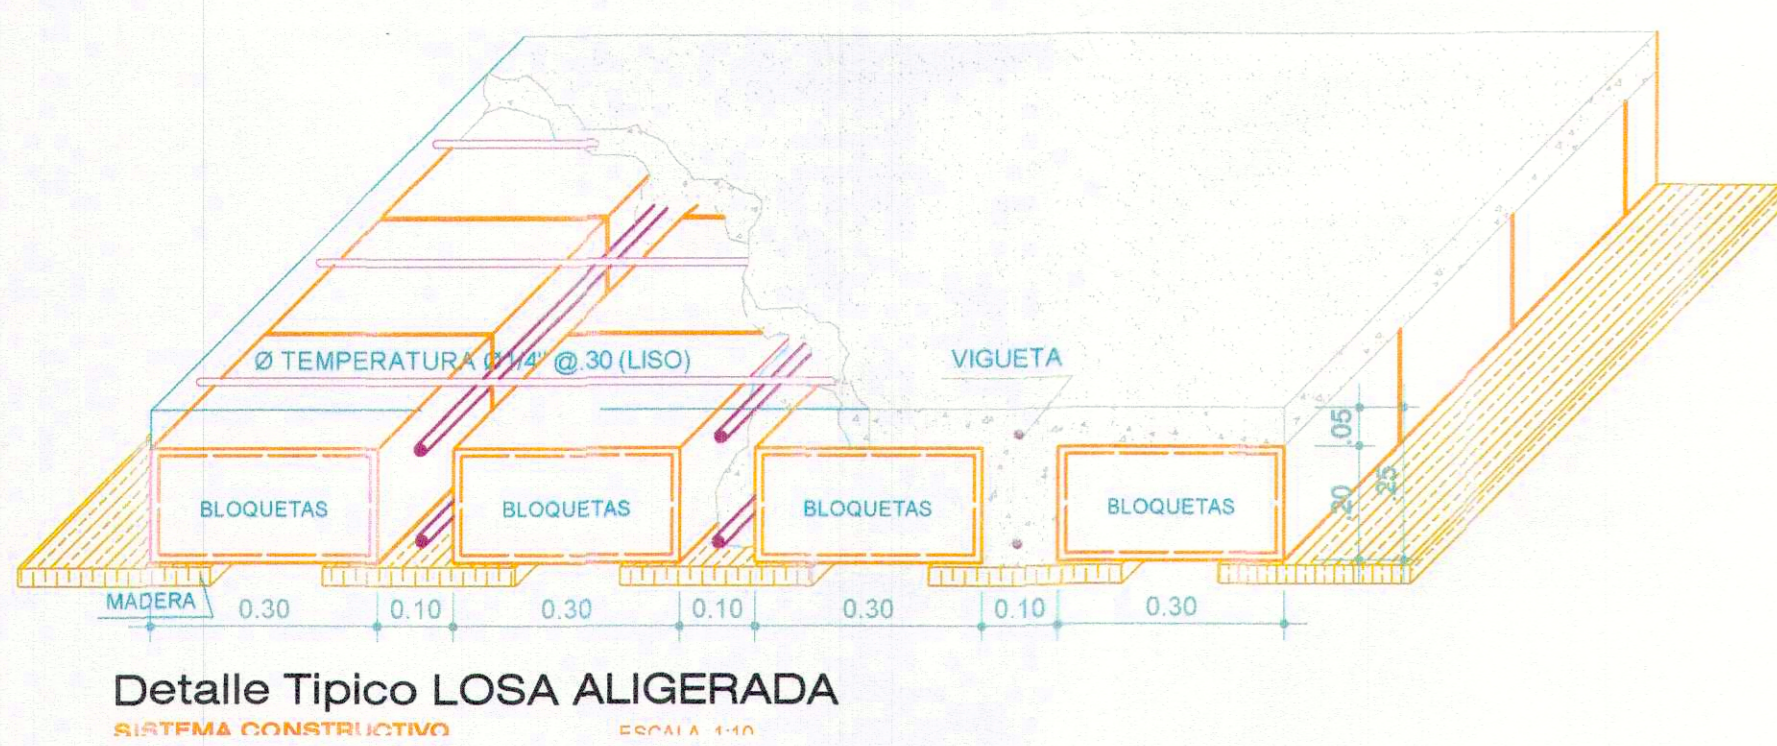 Ø TEMPERATURA Ø 1/4" @.30 (LISO)
VIGUETA
.05
.20
.25
BLOQUETAS
BLOQUETAS
BLOQUETAS
BLOQUETAS
MADERA
0.30
0.10
0.30
0.10
0.30
0.10
0.30
Detalle Tipico LOSA ALIGERADA
SISTEMA CONSTRUCTIVO
ESCALA 1:10